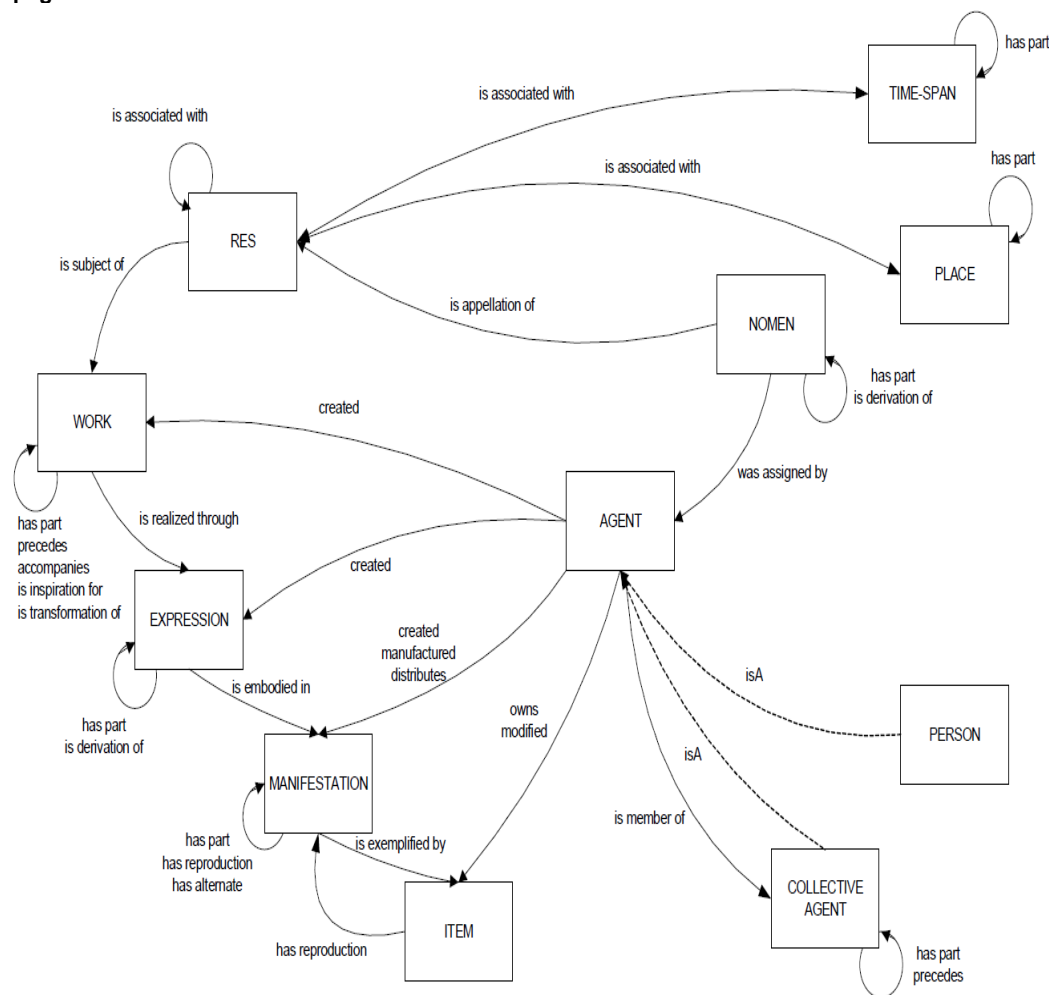 has part
TIME-SPAN
is associated with
is associated with
has part
is associated with
RES
PLACE
is subject of
is appellation of
NOMEN
has part
is derivation of
WORK
created
was assigned by
AGENT
is realized through
has part
precedes
accompanies
is inspiration for
is transformation of
created
EXPRESSION
created
manufactured
distributes
isA
is embodied in
has part
is derivation of
owns
modified
PERSON
isA
MANIFESTATION
is member of
has part
has reproduction
has alternate
is exemplified by
COLLECTIVE
AGENT
ITEM
has reproduction
has part
precedes